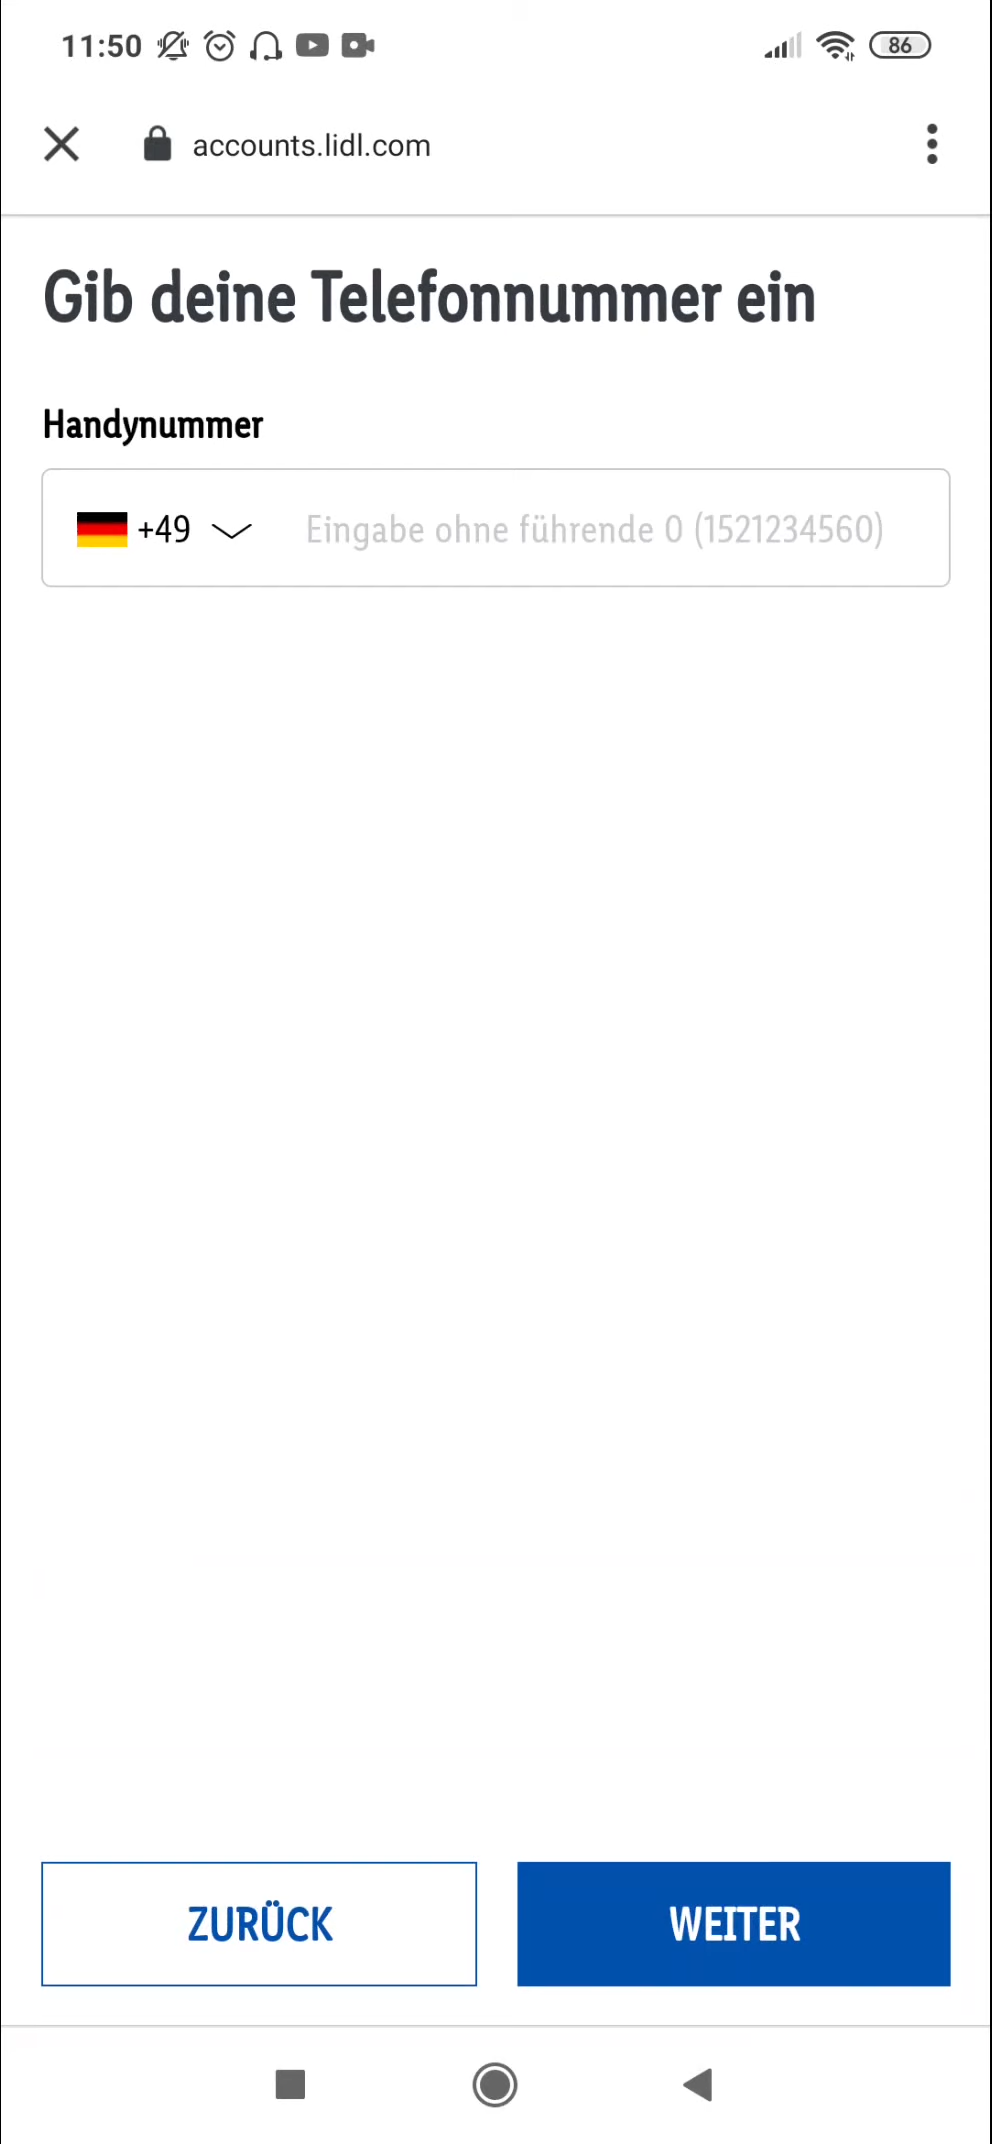 11:50
86
accounts.lidl.com
Gib deine Telefonnummer ein
Handynummer
+49 Eingabe ohne führende 0 (1521234560)
ZURÜCK WEITER